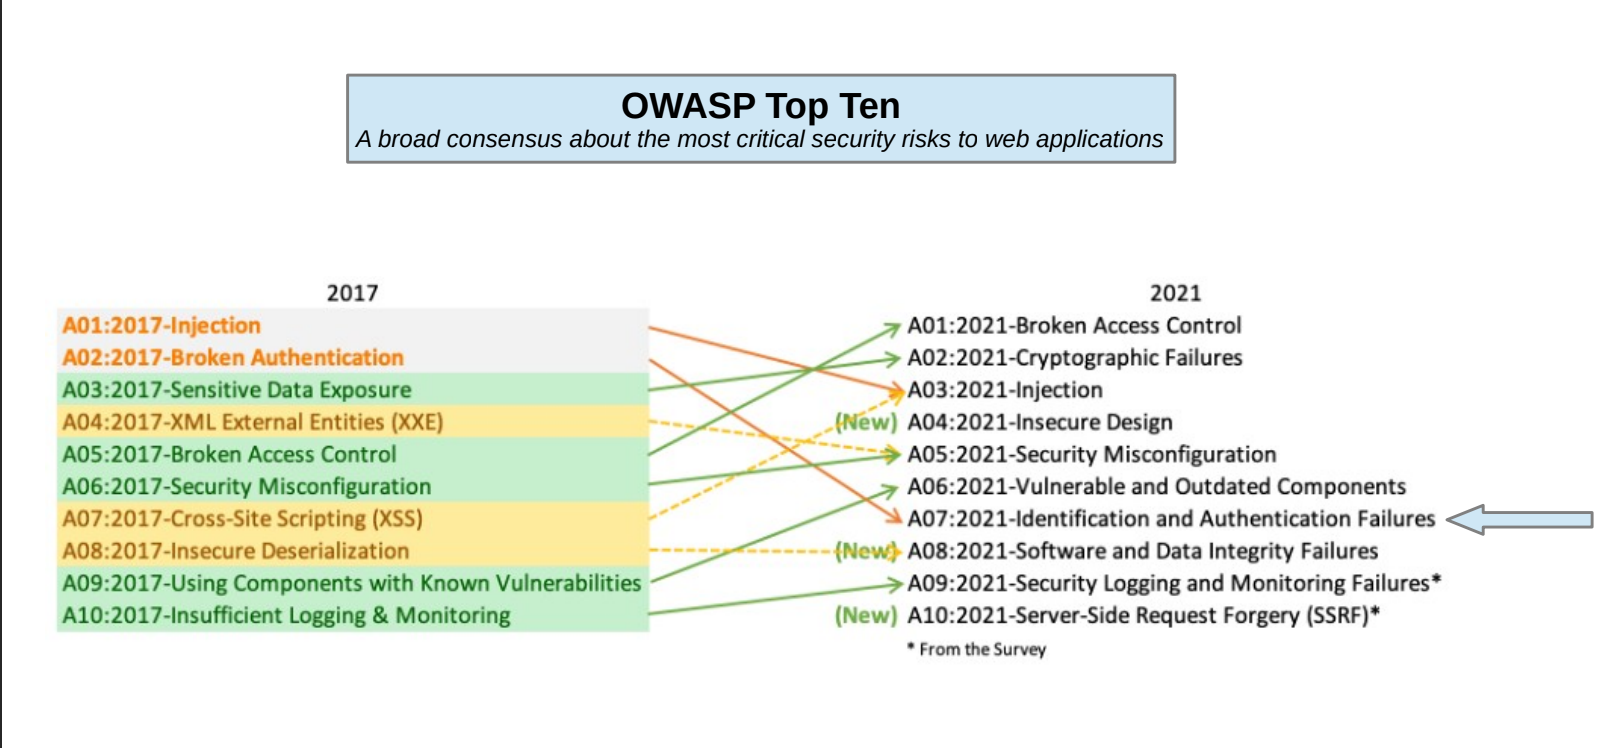 OWASP Top Ten
A broad consensus about the most critical security risks to web applications
2017
A01:2017-Injection
A02:2017-Broken Authentication
A03:2017-Sensitive Data Exposure
A04:2017-XML External Entities (XXE)
A05:2017-Broken Access Control
A06:2017-Security Misconfiguration
A07:2017-Cross-Site Scripting (XSS)
A08:2017-Insecure Deserialization
A09:2017-Using Components with Known Vulnerabilities
A10:2017-Insufficient Logging & Monitoring
2021
A01:2021-Broken Access Control
A02:2021-Cryptographic Failures
A03:2021-Injection
(New) A04:2021-Insecure Design
A05:2021-Security Misconfiguration
A06:2021-Vulnerable and Outdated Components
A07:2021-Identification and Authentication Failures
(New) A08:2021-Software and Data Integrity Failures
A09:2021-Security Logging and Monitoring Failures*
(New) A10:2021-Server-Side Request Forgery (SSRF)*
* From the Survey